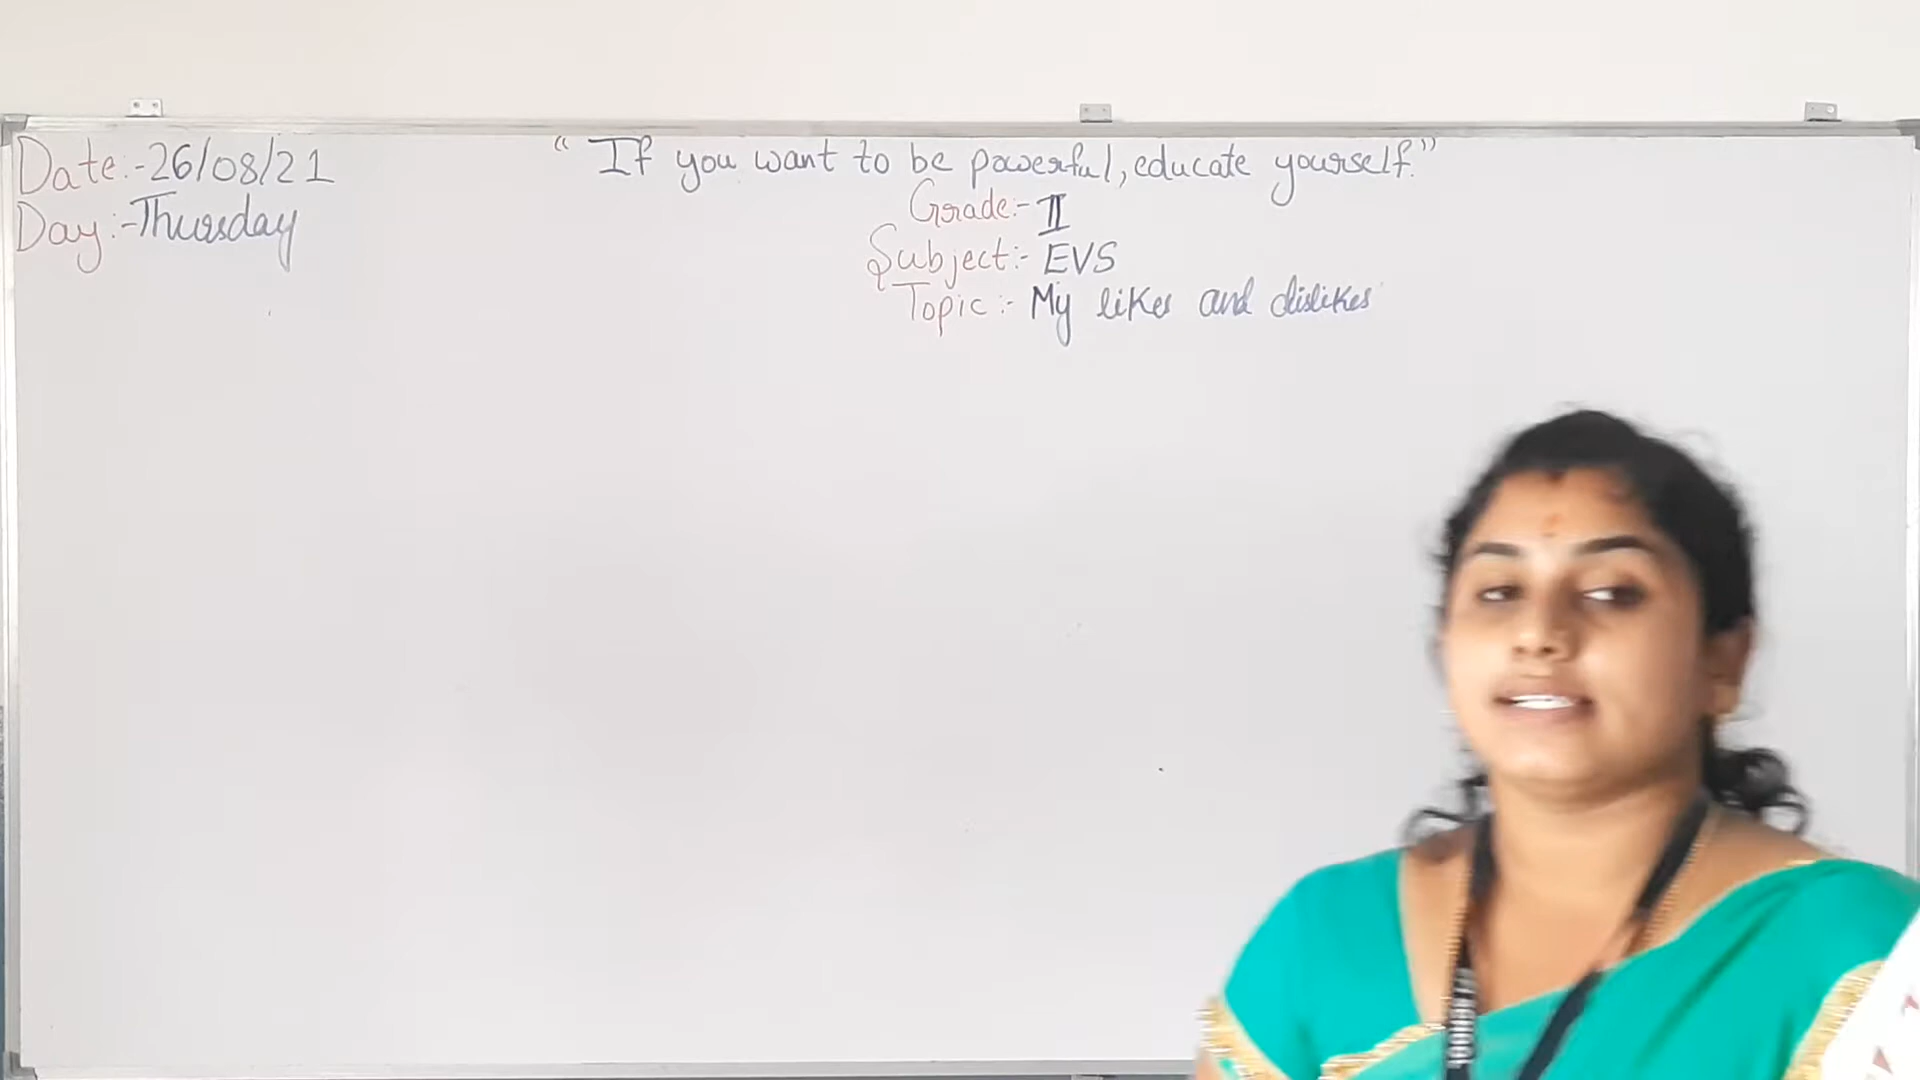 Date:-26/08/21
Day:-Thursday
"If you want to be powerful, educate yourself."
Grade:- II
Subject:- EVS
Topic:- My likes and dislikes